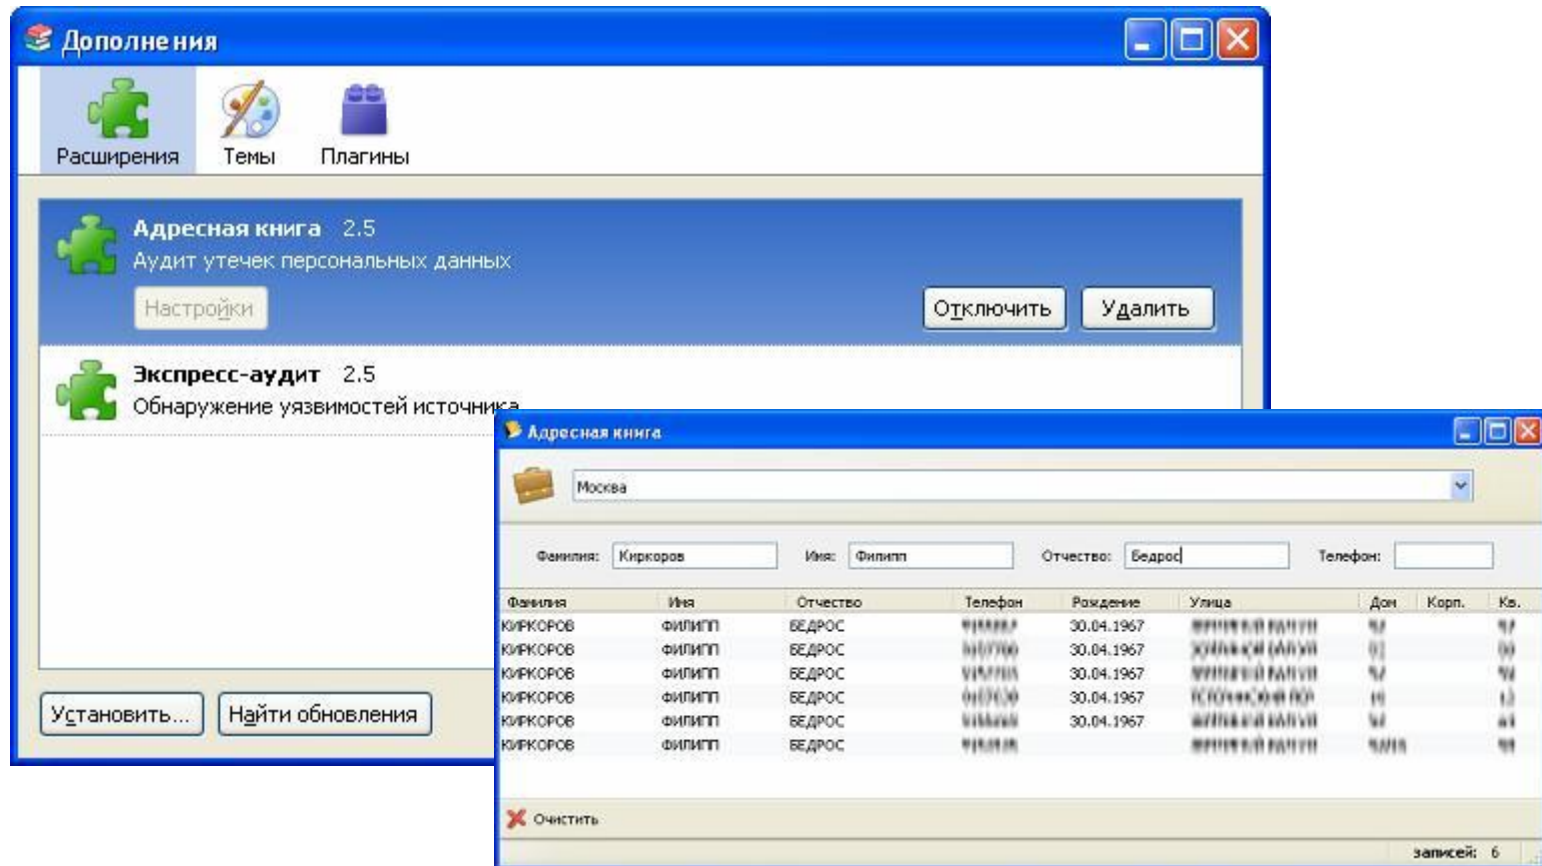 Дополнения
Расширения Темы Плагины
Адресная книга 2.5
Аудит утечек персональных данных
Настройки Отключить Удалить
Экспресс-аудит 2.5
Обнаружение уязвимостей источника
Установить... Найти обновления
Адресная книга
Москва
Фамилия: Киркоров Имя: Филипп Отчество: Бедрос Телефон:
Фамилия Имя Отчество Телефон Рождение Улица Дом Корп. Кв.
КИРКОРОВ ФИЛИПП БЕДРОС 30.04.1967
КИРКОРОВ ФИЛИПП БЕДРОС 30.04.1967
КИРКОРОВ ФИЛИПП БЕДРОС 30.04.1967
КИРКОРОВ ФИЛИПП БЕДРОС 30.04.1967
КИРКОРОВ ФИЛИПП БЕДРОС 30.04.1967
КИРКОРОВ ФИЛИПП БЕДРОС
Очистить
записей: 6